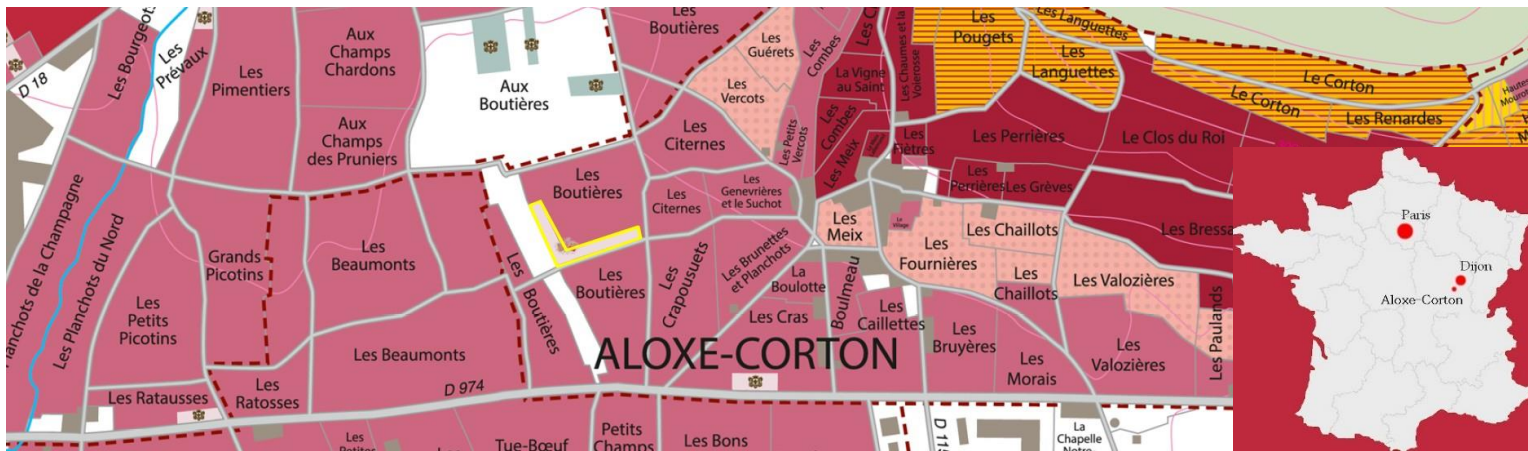 D 18
Les Bourgeots
Les
Prévaux
Les
Pimentiers
Aux
Champs
Chardons
Aux
Champs
des Pruniers
Aux
Boutières
Les
Boutières
Les
Guérets
Les
Vercots
Les
Combes
La Vigne
au Saint
Les Chaumes et la
Voierosse
Les
Pougets
Les Languettes
Les
Languettes
Le Corton
Le Corton
Les Renardes
Les
Citernes
Les Petits
Vercots
Les
Combes
Les Meix
Les
Fiètres
Les Perrières
Le Clos du Roi
Les
Boutières
Les
Citernes
Les
Genevrières
et le Suchot
Les
Perrières
Les Grèves
Planchots de la Champagne
Les Planchots du Nord
Grands
Picotins
Les
Beaumonts
Les
Boutières
Les
Boutières
Les
Crapousuets
Les Brunettes
et Planchots
Les
Meix
Le
Village
Les
Fournières
Les Chaillots
Les
Chaillots
Les Valozières
Les Bressa
Les
Petits
Picotins
Les Beaumonts
La
Boulotte
Boulmeau
Les Cras
Les
Caillettes
Les
Bruyères
Les
Morais
Les
Valozières
Les Paulands
ALOXE-CORTON
Les Ratausses
Les
Ratosses
D 974
Les
Petites
Tue-Bœuf
Petits
Champs
Les Bons
D 11
La
Chapelle
Notre
Paris
Dijon
Aloxe-Corton